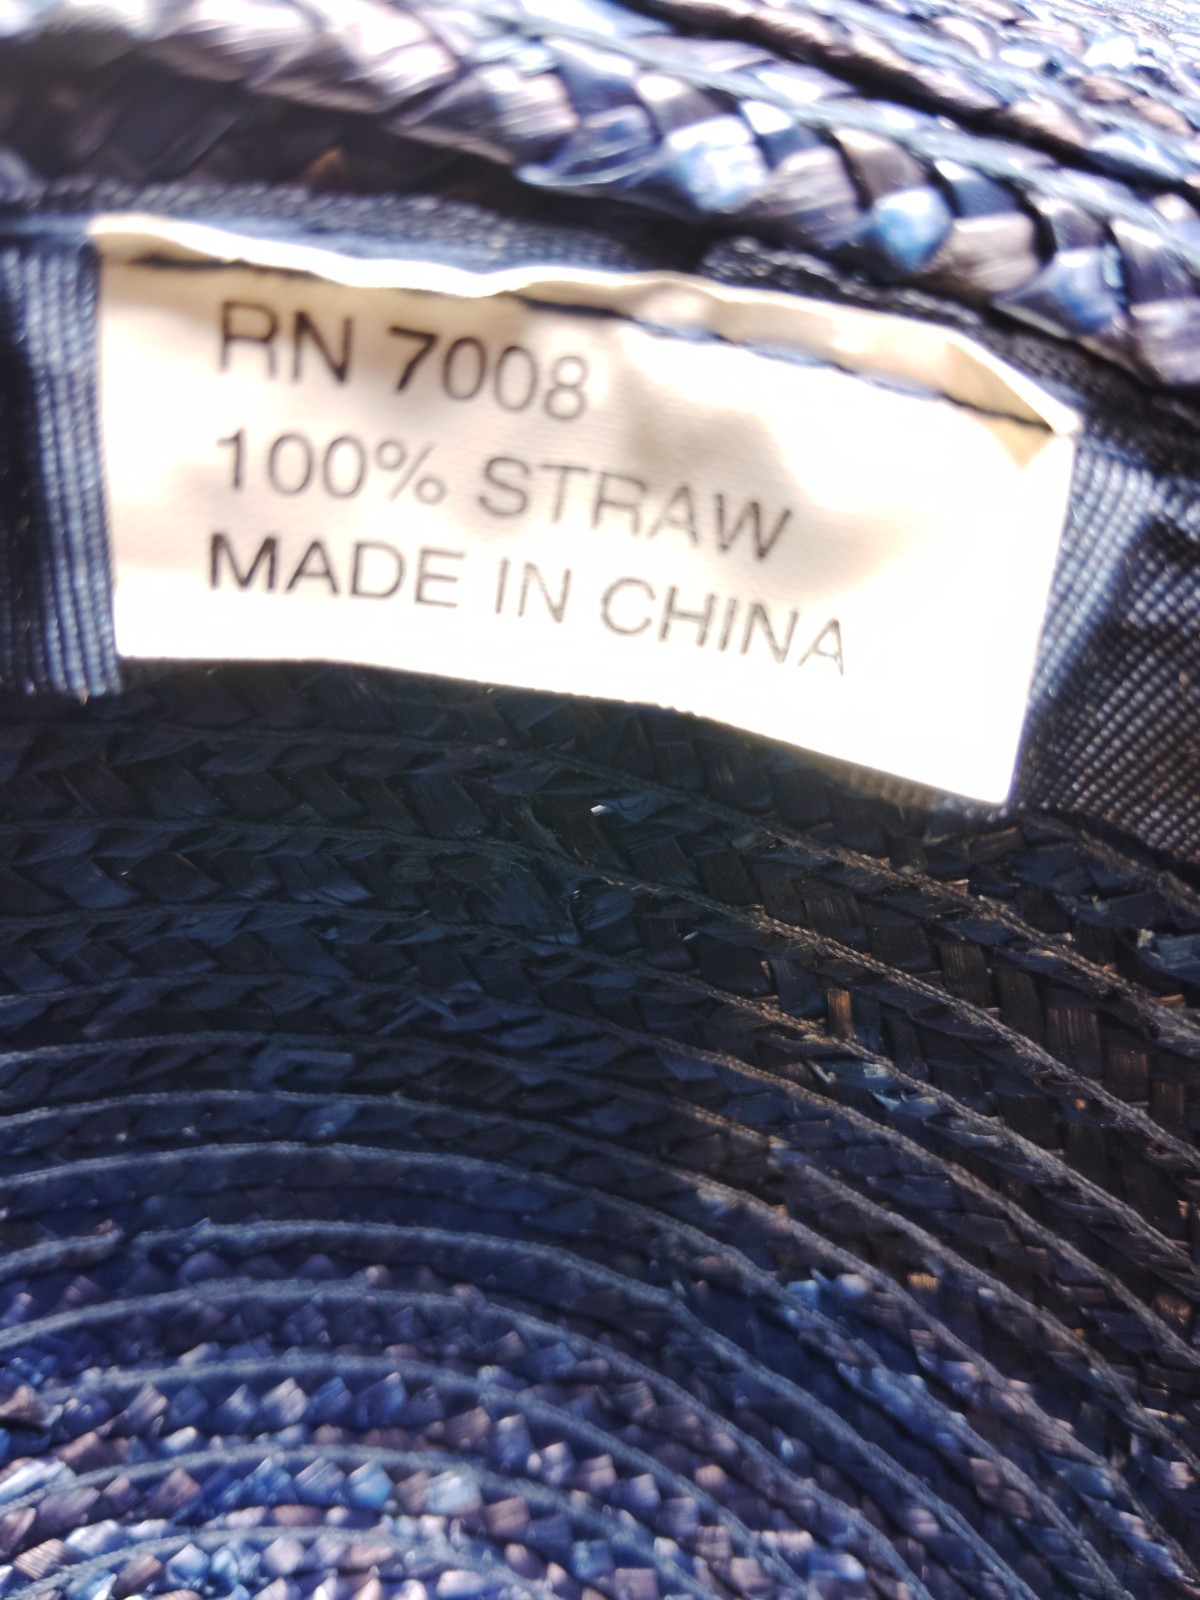 RN 7008
100% STRAW
MADE IN CHINA